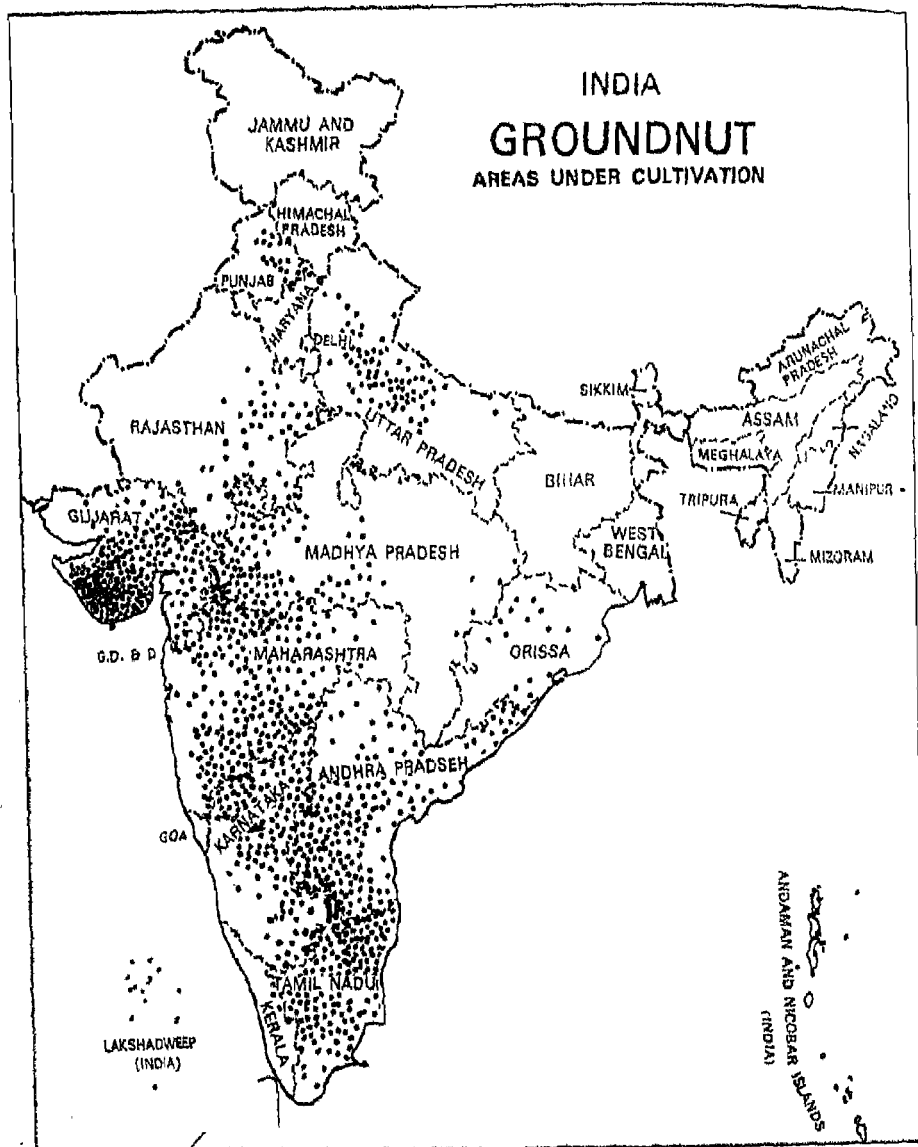 INDIA
GROUNDNUT
AREAS UNDER CULTIVATION
JAMMU AND
KASHMIR
HIMACHAL
PRADESH
PUNJAB
HARYANA
DELHI
RAJASTHAN
UTTAR PRADESH
SIKKIM
ARUNACHAL
PRADESH
ASSAM
NAGALAND
MEGHALAYA
BIHAR
MANIPUR
TRIPURA
GUJARAT
WEST
BENGAL
MADHYA PRADESH
MIZORAM
G.D. & D
MAHARASHTRA
ORISSA
ANDHRA PRADSEH
KARNATAKA
GOA
TAMIL NADU
KERALA
LAKSHADWEEP
(INDIA)
ANDAMAN AND NICOBAR ISLANDS
(INDIA)